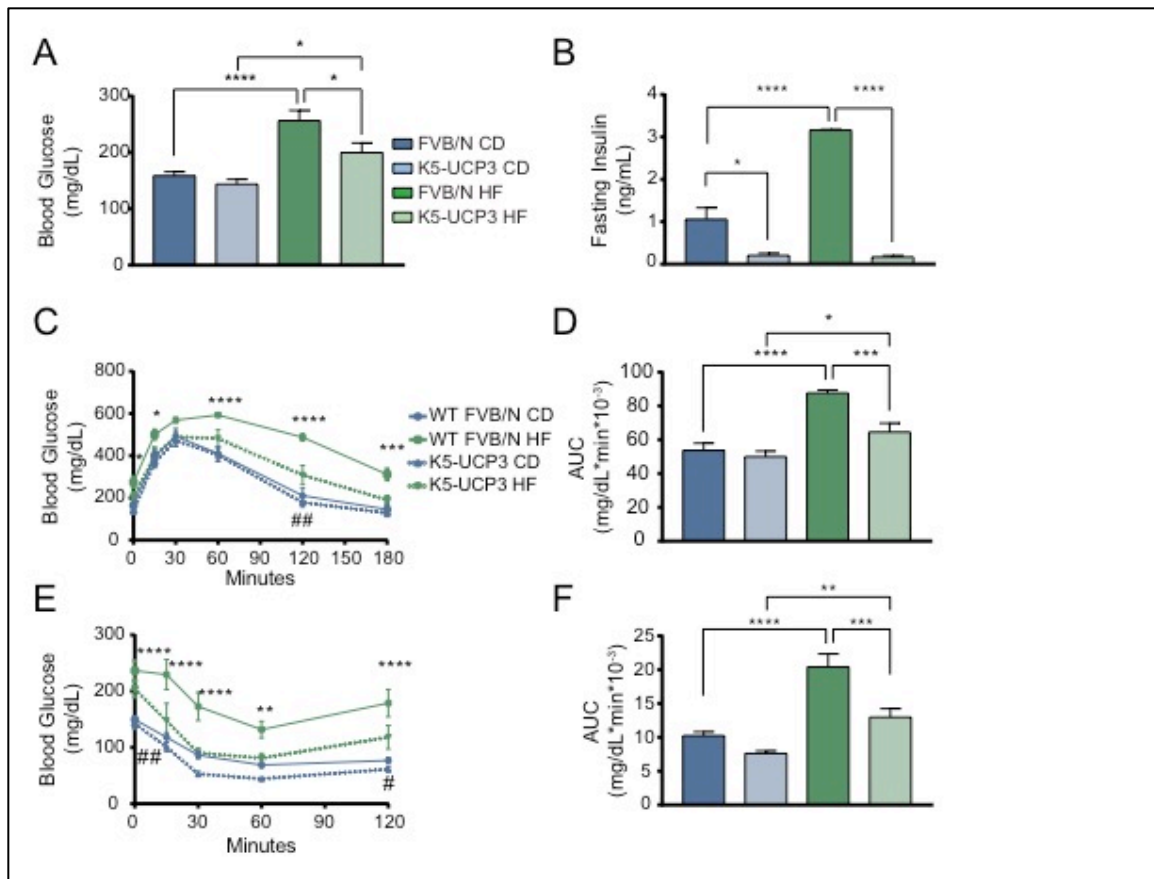 A
*
****
*
Blood Glucose
(mg/dL)
300
200
100
0
FVB/N CD
K5-UCP3 CD
FVB/N HF
K5-UCP3 HF
B
****
****
*
Fasting Insulin
(ng/mL)
4
3
2
1
0
C
Blood Glucose
(mg/dL)
800
600
400
200
0
*
*
****
****
***
##
0 30 60 90 120 150 180
Minutes
WT FVB/N CD
WT FVB/N HF
K5-UCP3 CD
K5-UCP3 HF
D
*
****
***
AUC
(mg/dL*min*10⁻³)
100
80
60
40
20
0
E
Blood Glucose
(mg/dL)
300
200
100
0
****
****
****
**
****
##
#
0 30 60 90 120
Minutes
F
**
****
***
AUC
(mg/dL*min*10⁻³)
25
20
15
10
5
0